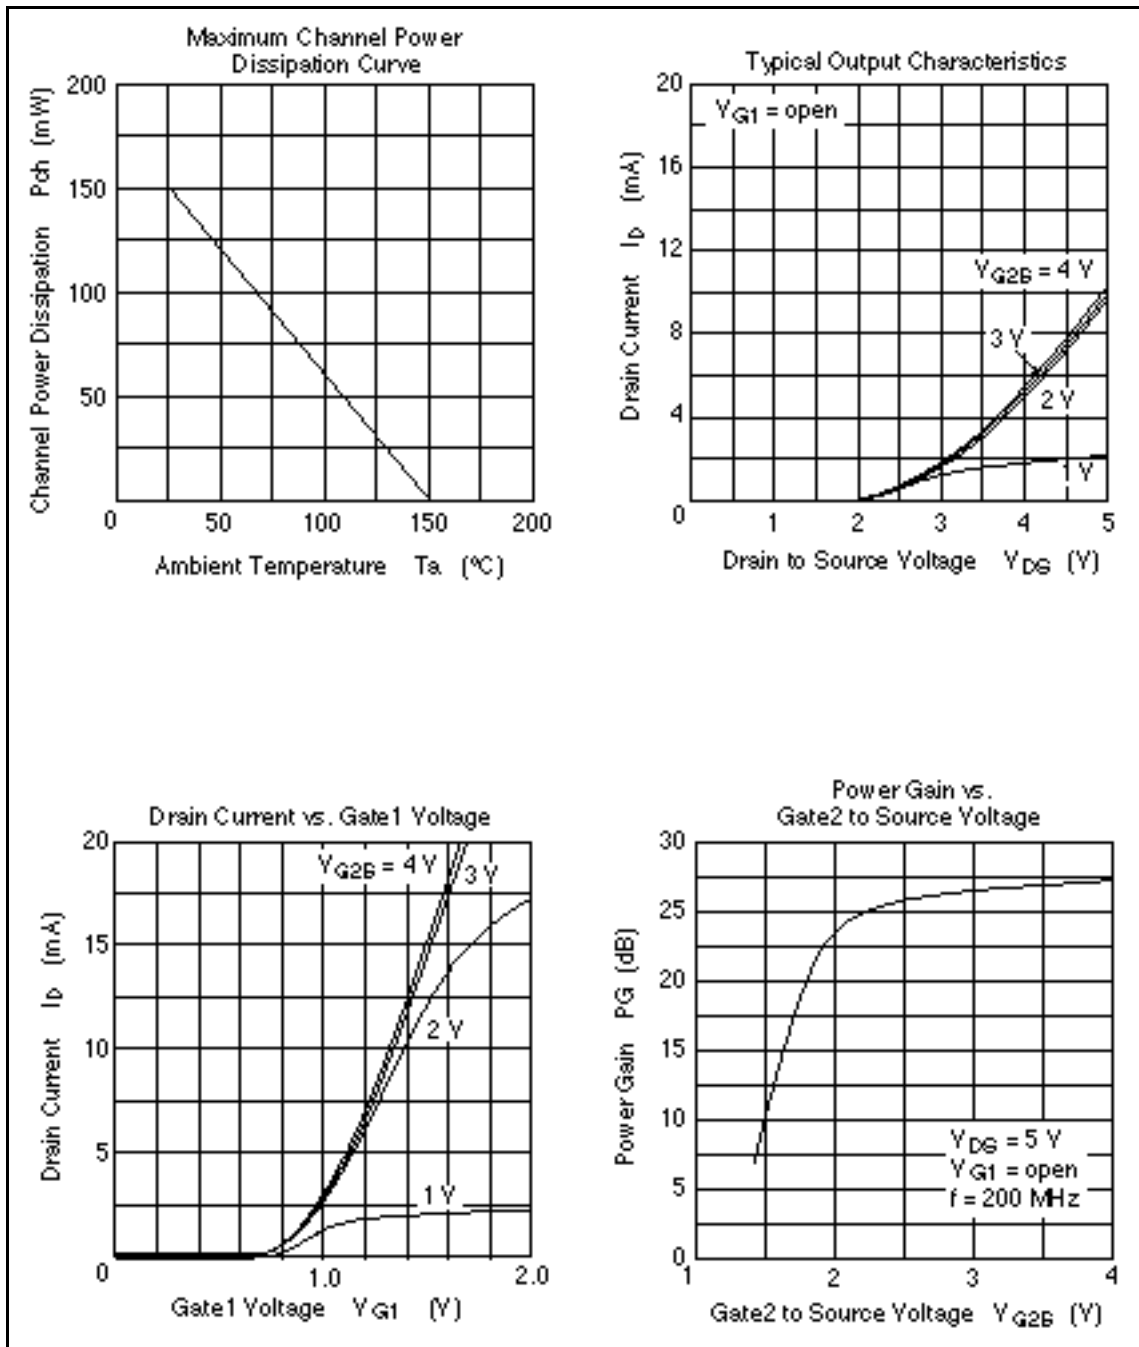 Maximum Channel Power
Dissipation Curve
Channel Power Dissipation Pch (mW)
200
150
100
50
0
50
100
150
200
Ambient Temperature Ta (°C)
Typical Output Characteristics
VG1 = open
Drain Current ID (mA)
20
16
12
8
4
0
VG2S = 4 V
3 V
2 V
1 V
1
2
3
4
5
Drain to Source Voltage VDS (V)
Drain Current vs. Gate1 Voltage
Drain Current ID (mA)
20
15
10
5
0
VG2S = 4 V
3 V
2 V
1 V
1.0
2.0
Gate1 Voltage VG1 (V)
Power Gain vs.
Gate2 to Source Voltage
Power Gain PG (dB)
30
25
20
15
10
5
0
VDS = 5 V
VG1 = open
f = 200 MHz
1
2
3
4
Gate2 to Source Voltage VG2S (V)